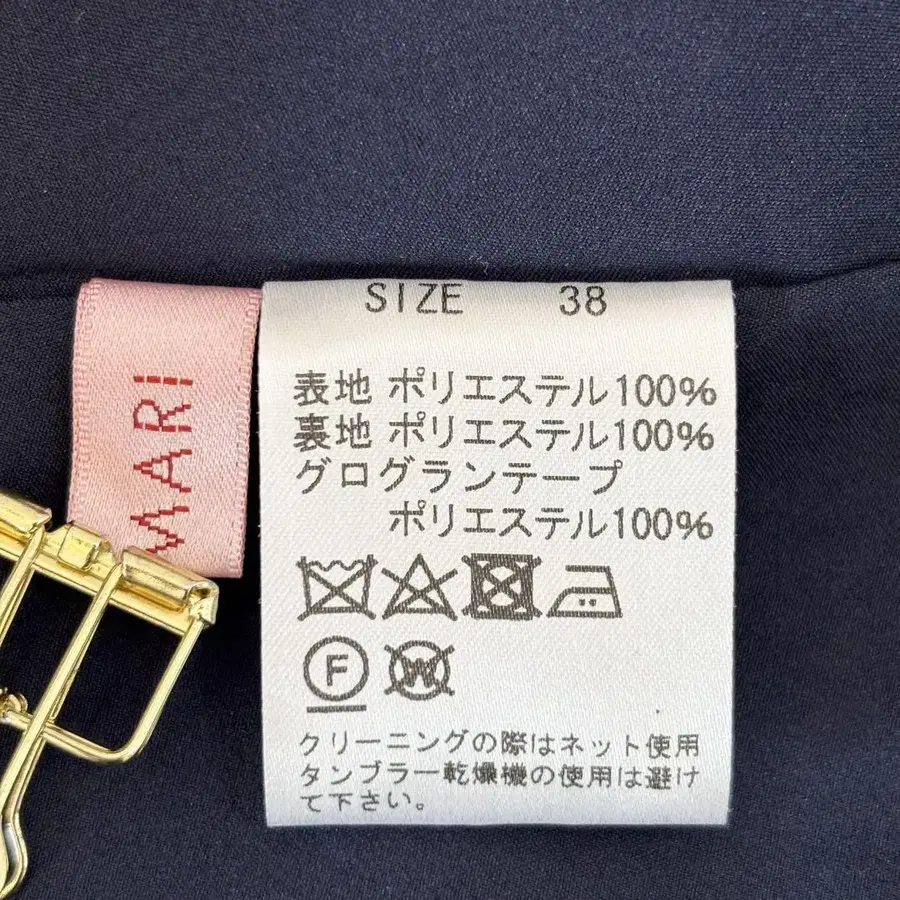 SIZE 38
表地 ポリエステル100%
裏地 ポリエステル100%
グログランテープ
ポリエステル100%
F
W
クリーニングの際はネット使用
タンブラー乾燥機の使用は避け
て下さい。
MARI